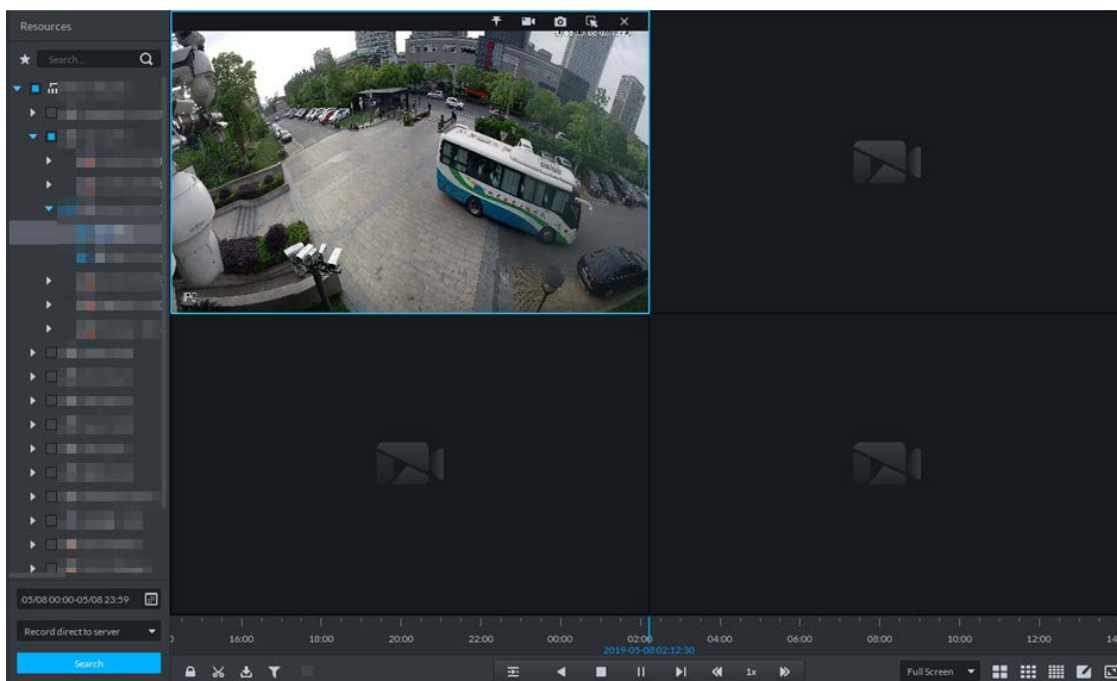 Resources
Search...
IPC
05/08 00:00-05/08 23:59
Record direct to server
Search
16:00 18:00 20:00 22:00 00:00 02:00 04:00 06:00 08:00 10:00 12:00 14
2019-05-08 02:12:30
1x
Full Screen